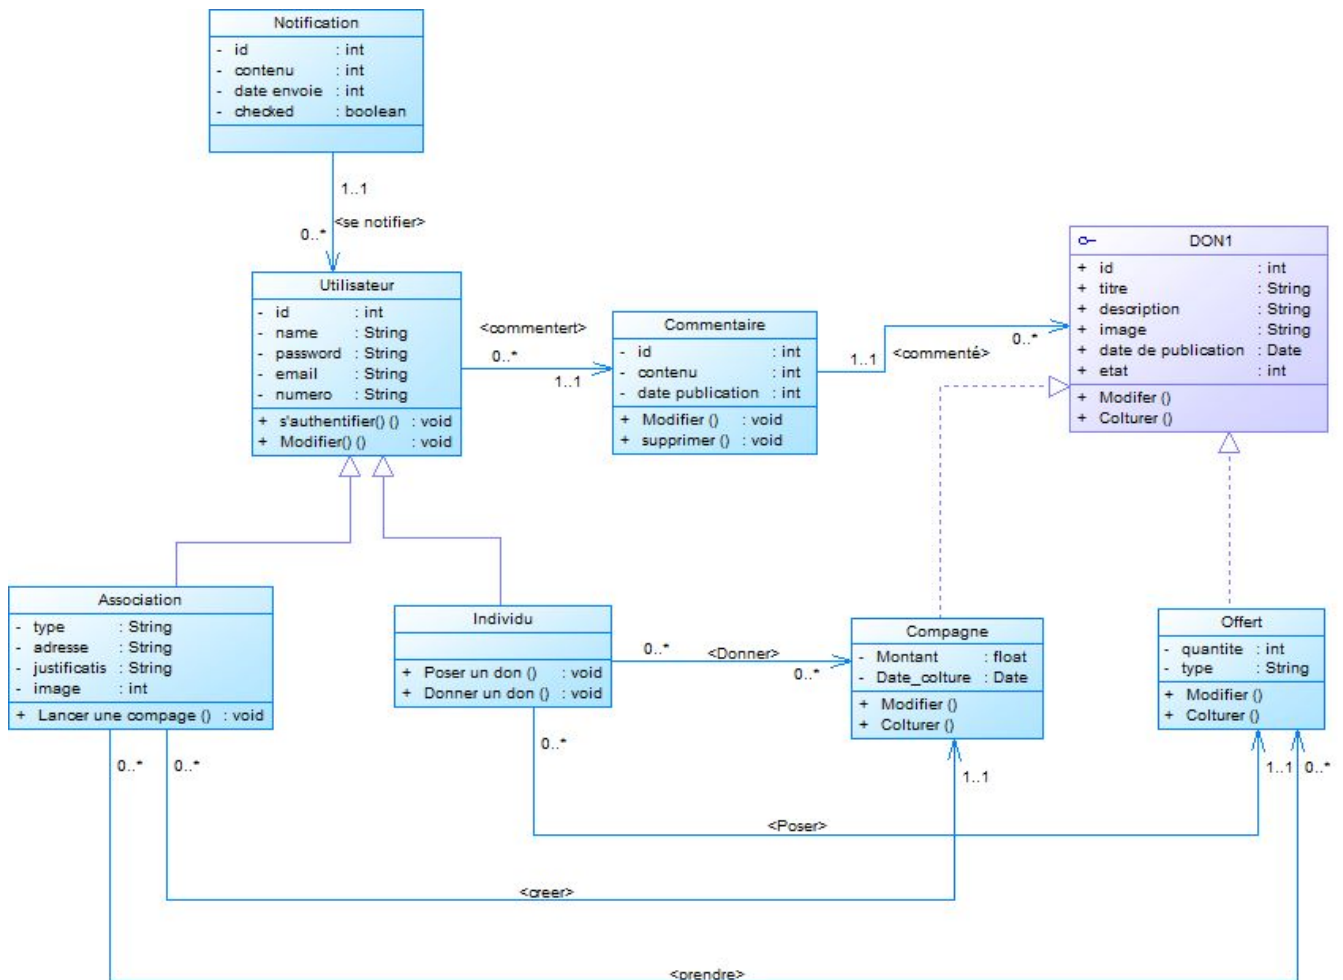 Notification
- id : int
- contenu : int
- date envoie : int
- checked : boolean
1..1
<se notifier>
0..*
Utilisateur
- id : int
- name : String
- password : String
- email : String
- numero : String
+ s'authentifier() () : void
+ Modifier() () : void
<commentert>
0..*
1..1
Commentaire
- id : int
- contenu : int
- date publication : int
+ Modifier () : void
+ supprimer () : void
1..1
<commenté>
0..*
DON1
+ id : int
+ titre : String
+ description : String
+ image : String
+ date de publication : Date
+ etat : int
+ Modifer ()
+ Colturer ()
Association
- type : String
- adresse : String
- justificatis : String
- image : int
+ Lancer une compage () : void
Individu
+ Poser un don () : void
+ Donner un don () : void
0..*
<Donner>
0..*
Compagne
- Montant : float
- Date_colture : Date
+ Modifier ()
+ Colturer ()
Offert
- quantite : int
- type : String
+ Modifier ()
+ Colturer ()
0..*
0..*
0..*
1..1
1..1
0..*
<Poser>
<creer>
<prendre>